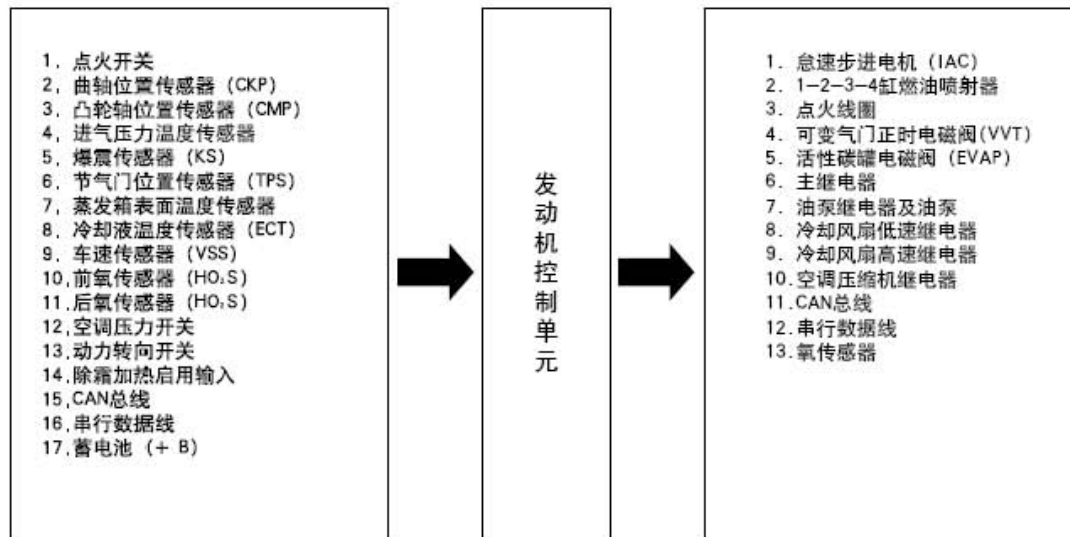 1, 点火开关
2, 曲轴位置传感器 (CKP)
3, 凸轮轴位置传感器 (CMP)
4, 进气压力温度传感器
5, 爆震传感器 (KS)
6, 节气门位置传感器 (TPS)
7, 蒸发箱表面温度传感器
8, 冷却液温度传感器 (ECT)
9, 车速传感器 (VSS)
10,前氧传感器 (HO₂S)
11,后氧传感器 (HO₂S)
12,空调压力开关
13,动力转向开关
14,除霜加热启用输入
15,CAN总线
16,串行数据线
17,蓄电池 (+ B)
发动机控制单元
1. 怠速步进电机 (IAC)
2. 1-2-3-4缸燃油喷射器
3. 点火线圈
4. 可变气门正时电磁阀(VVT)
5. 活性碳罐电磁阀 (EVAP)
6. 主继电器
7. 油泵继电器及油泵
8. 冷却风扇低速继电器
9. 冷却风扇高速继电器
10.空调压缩机继电器
11.CAN总线
12.串行数据线
13.氧传感器